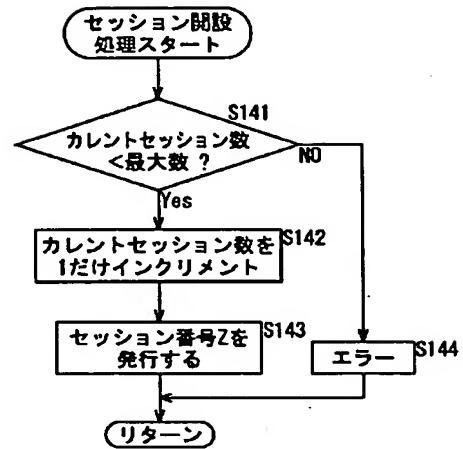 セッション開設
処理スタート
S141
カレントセッション数
<最大数 ?
NO
Yes
カレントセッション数を
1だけインクリメント
S142
セッション番号Zを
発行する
S143
エラー
S144
リターン